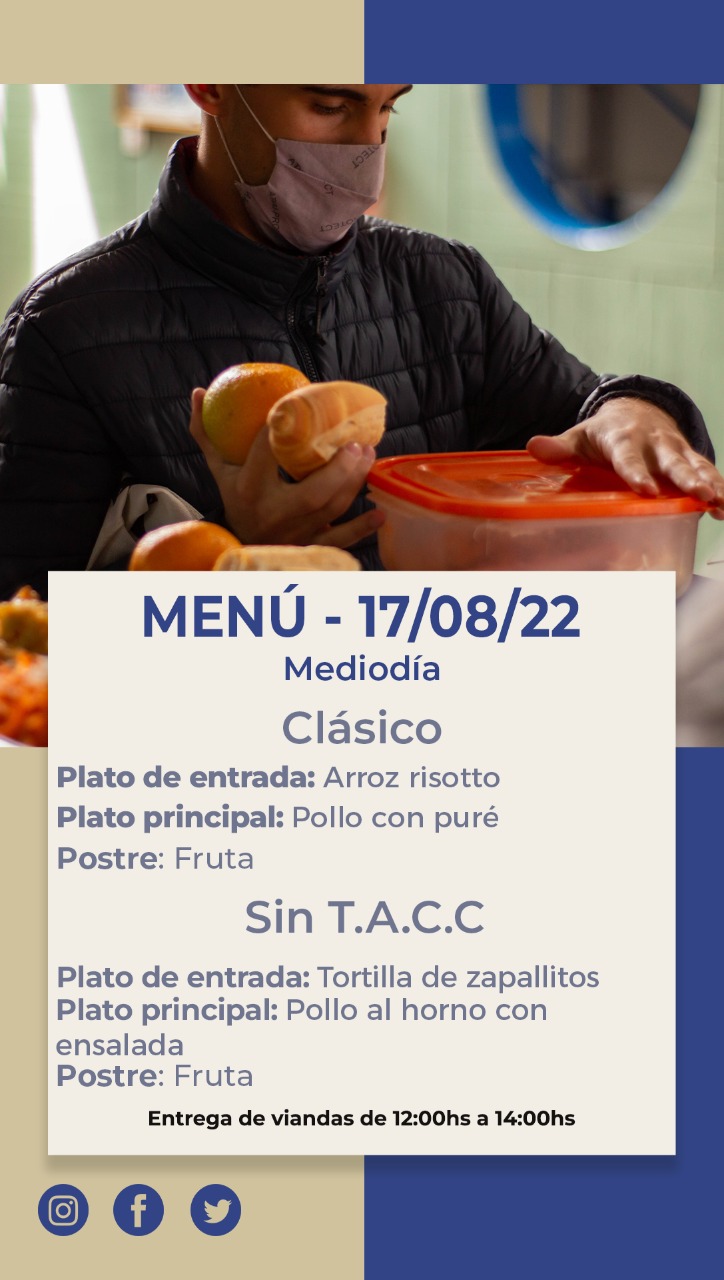 MENÚ - 17/08/22
Mediodía
Clásico
Plato de entrada: Arroz risotto
Plato principal: Pollo con puré
Postre: Fruta
Sin T.A.C.C
Plato de entrada: Tortilla de zapallitos
Plato principal: Pollo al horno con
ensalada
Postre: Fruta
Entrega de viandas de 12:00hs a 14:00hs